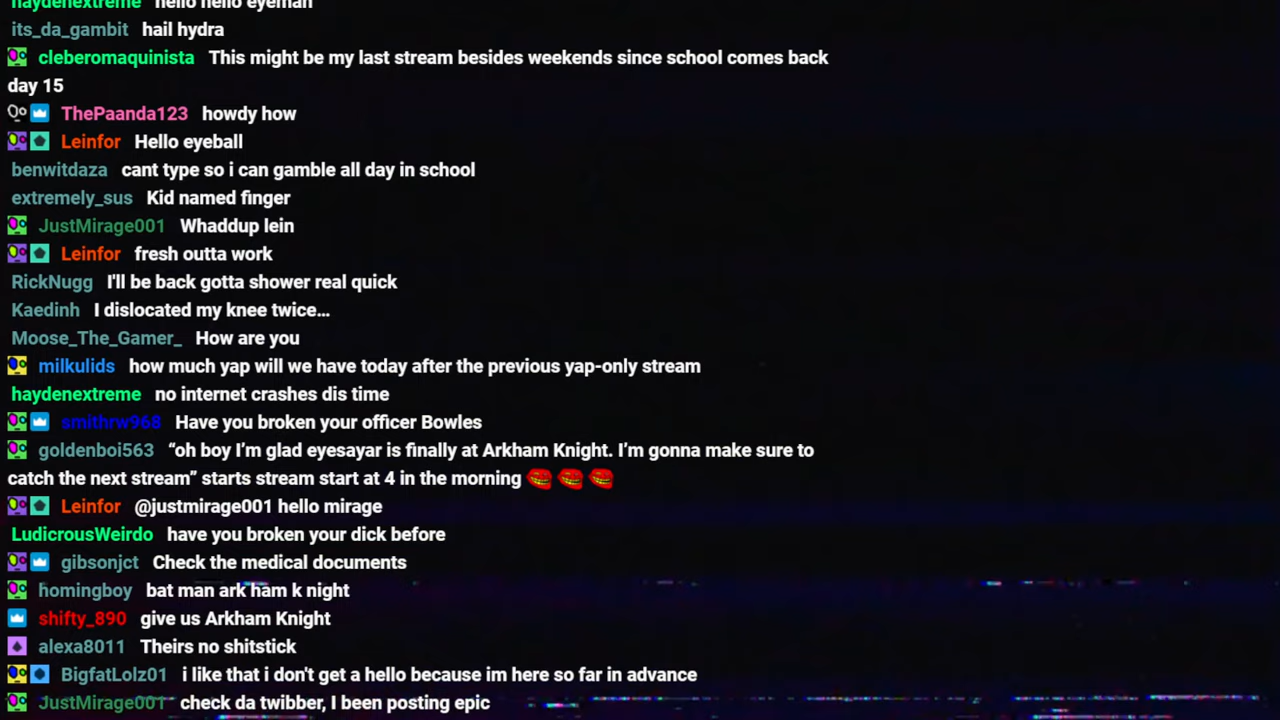 haydenextreme hello hello eyeman
its_da_gambit hail hydra
cleberomaquinista This might be my last stream besides weekends since school comes back
day 15
ThePaanda123 howdy how
Leinfor Hello eyeball
benwitdaza cant type so i can gamble all day in school
extremely_sus Kid named finger
JustMirage001 Whaddup lein
Leinfor fresh outta work
RickNugg I'll be back gotta shower real quick
Kaedinh I dislocated my knee twice...
Moose_The_Gamer_ How are you
milkulids how much yap will we have today after the previous yap-only stream
haydenextreme no internet crashes dis time
smithrw968 Have you broken your officer Bowles
goldenboi563 “oh boy I’m glad eyesayar is finally at Arkham Knight. I’m gonna make sure to
catch the next stream” starts stream start at 4 in the morning
Leinfor @justmirage001 hello mirage
LudicrousWeirdo have you broken your dick before
gibsonjct Check the medical documents
homingboy bat man ark ham k night
shifty_890 give us Arkham Knight
alexa8011 Theirs no shitstick
BigfatLolz01 i like that i don't get a hello because im here so far in advance
JustMirage001 check da twibber, I been posting epic